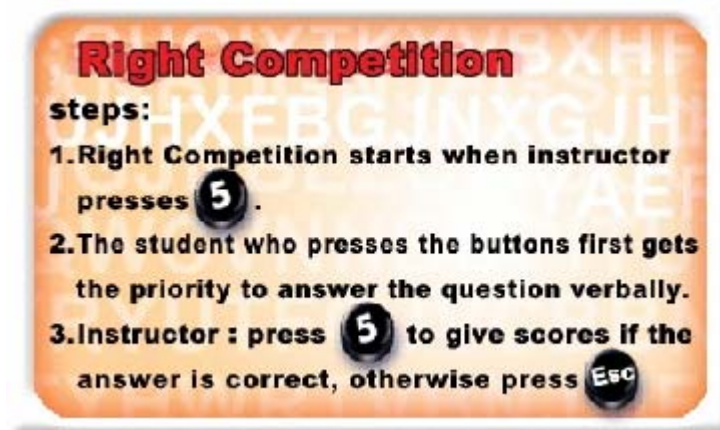 Right Competition
steps:
1.Right Competition starts when instructor
presses 5 .
2.The student who presses the buttons first gets
the priority to answer the question verbally.
3.Instructor : press 5 to give scores if the
answer is correct, otherwise press Esc